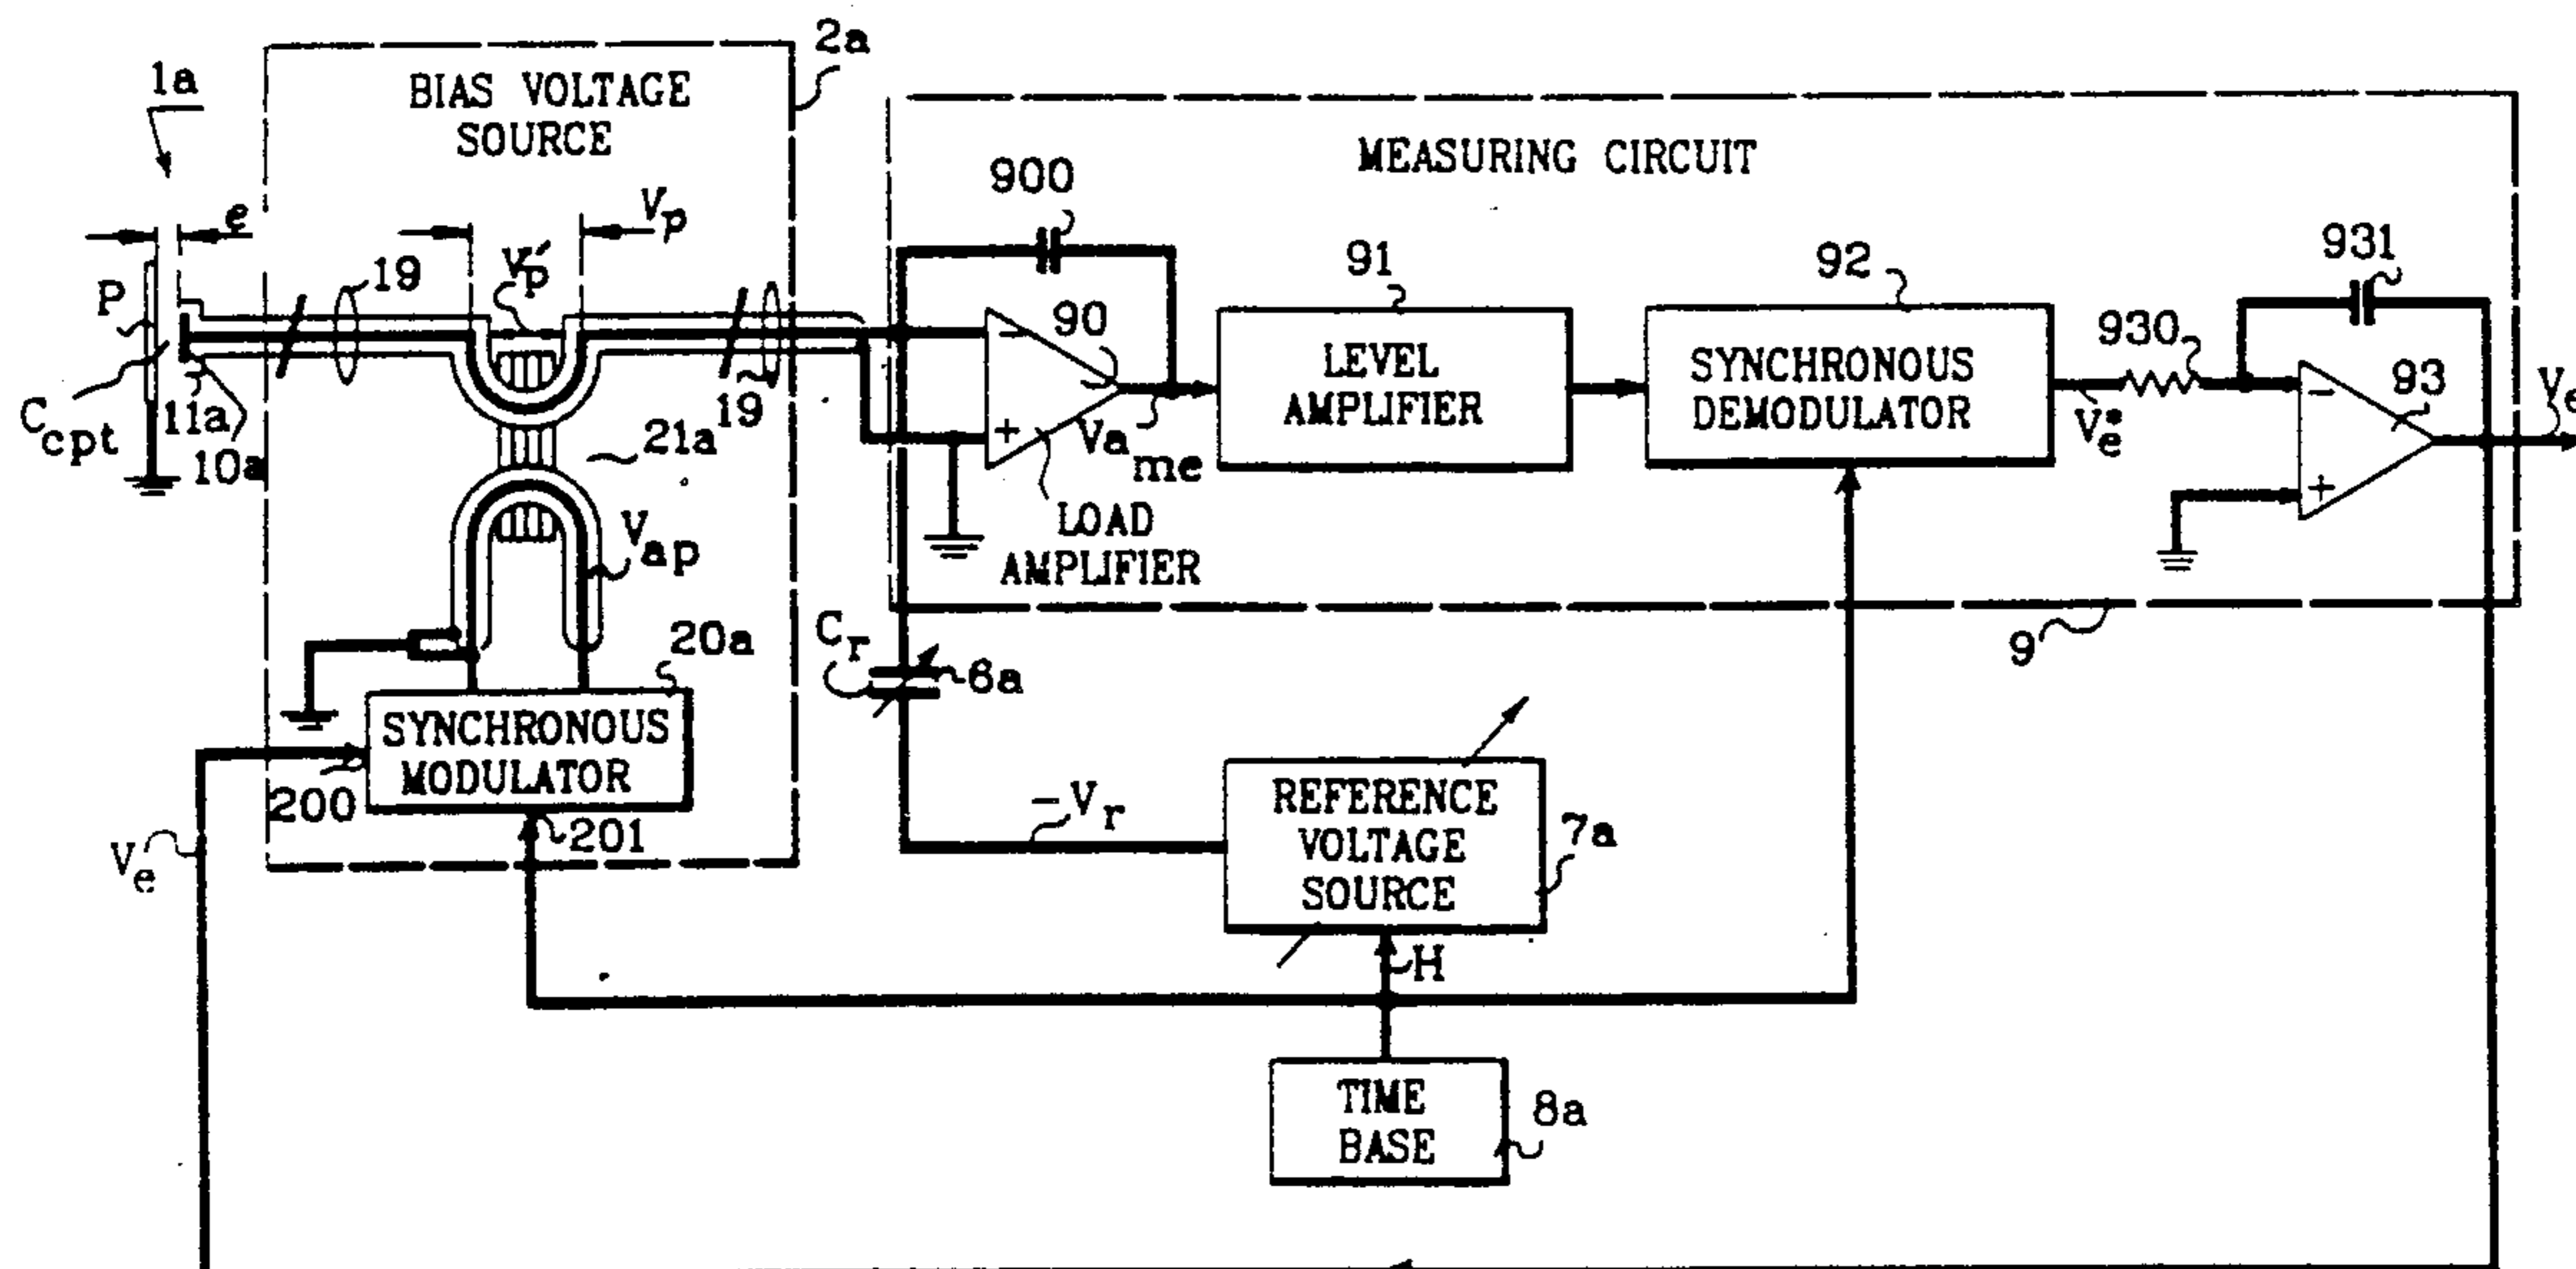 1a
BIAS VOLTAGE
SOURCE
2a
MEASURING CIRCUIT
e
Vp
V'p
900
91
92
931
P
19
90
LEVEL
AMPLIFIER
SYNCHRONOUS
DEMODULATOR
930
93
Ve
Ccpt
11a
10a
21a
19
Va me
Ve*
LOAD
AMPLIFIER
Vap
Cr
6a
9
20a
SYNCHRONOUS
MODULATOR
200
201
Ve
-Vr
REFERENCE
VOLTAGE
SOURCE
7a
H
TIME
BASE
8a